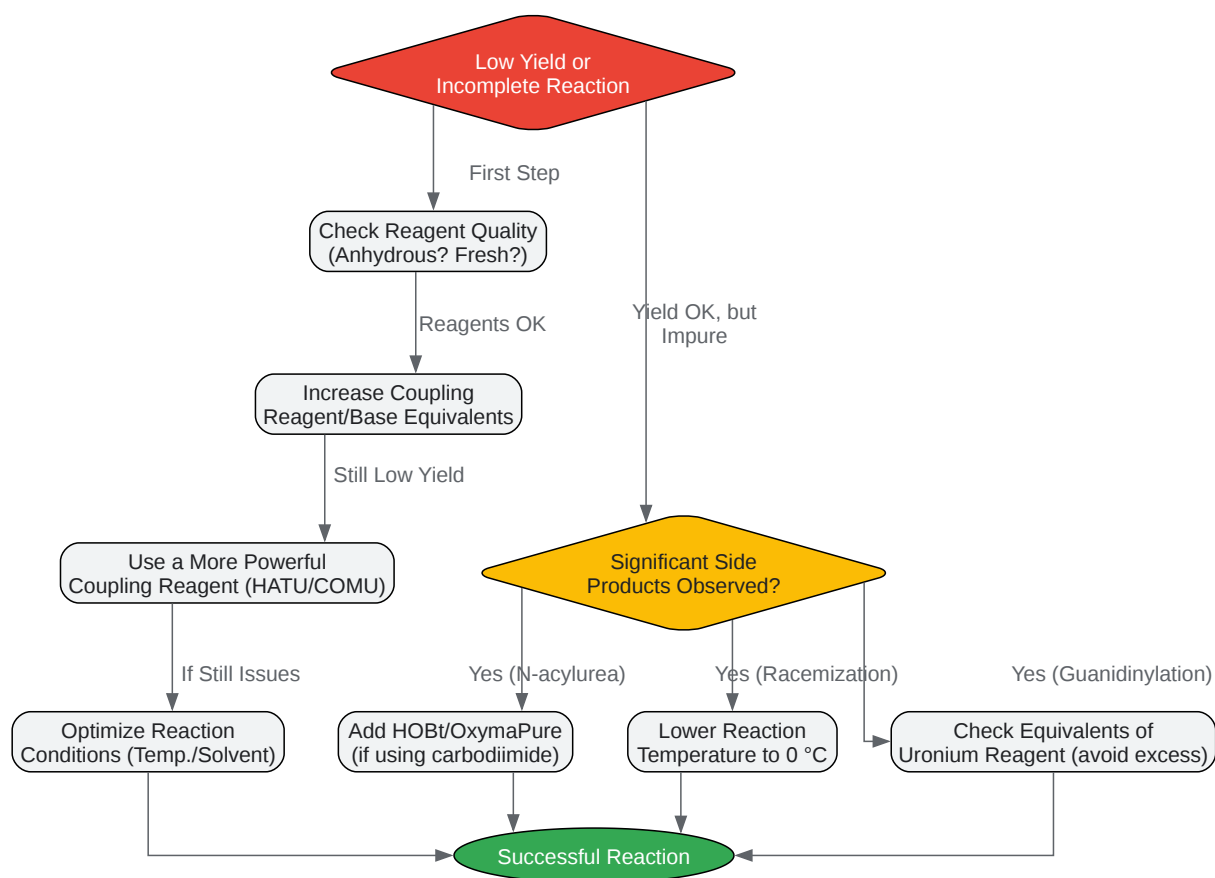 Low Yield or
Incomplete Reaction
First Step
Check Reagent Quality
(Anhydrous? Fresh?)
Yield OK, but
Impure
Reagents OK
Increase Coupling
Reagent/Base Equivalents
Still Low Yield
Use a More Powerful
Coupling Reagent (HATU/COMU)
Significant Side
Products Observed?
If Still Issues
Yes (N-acylurea)
Yes (Racemization)
Yes (Guanidinylation)
Optimize Reaction
Conditions (Temp./Solvent)
Add HOBt/OxymaPure
(if using carbodiimide)
Lower Reaction
Temperature to 0 °C
Check Equivalents of
Uronium Reagent (avoid excess)
Successful Reaction